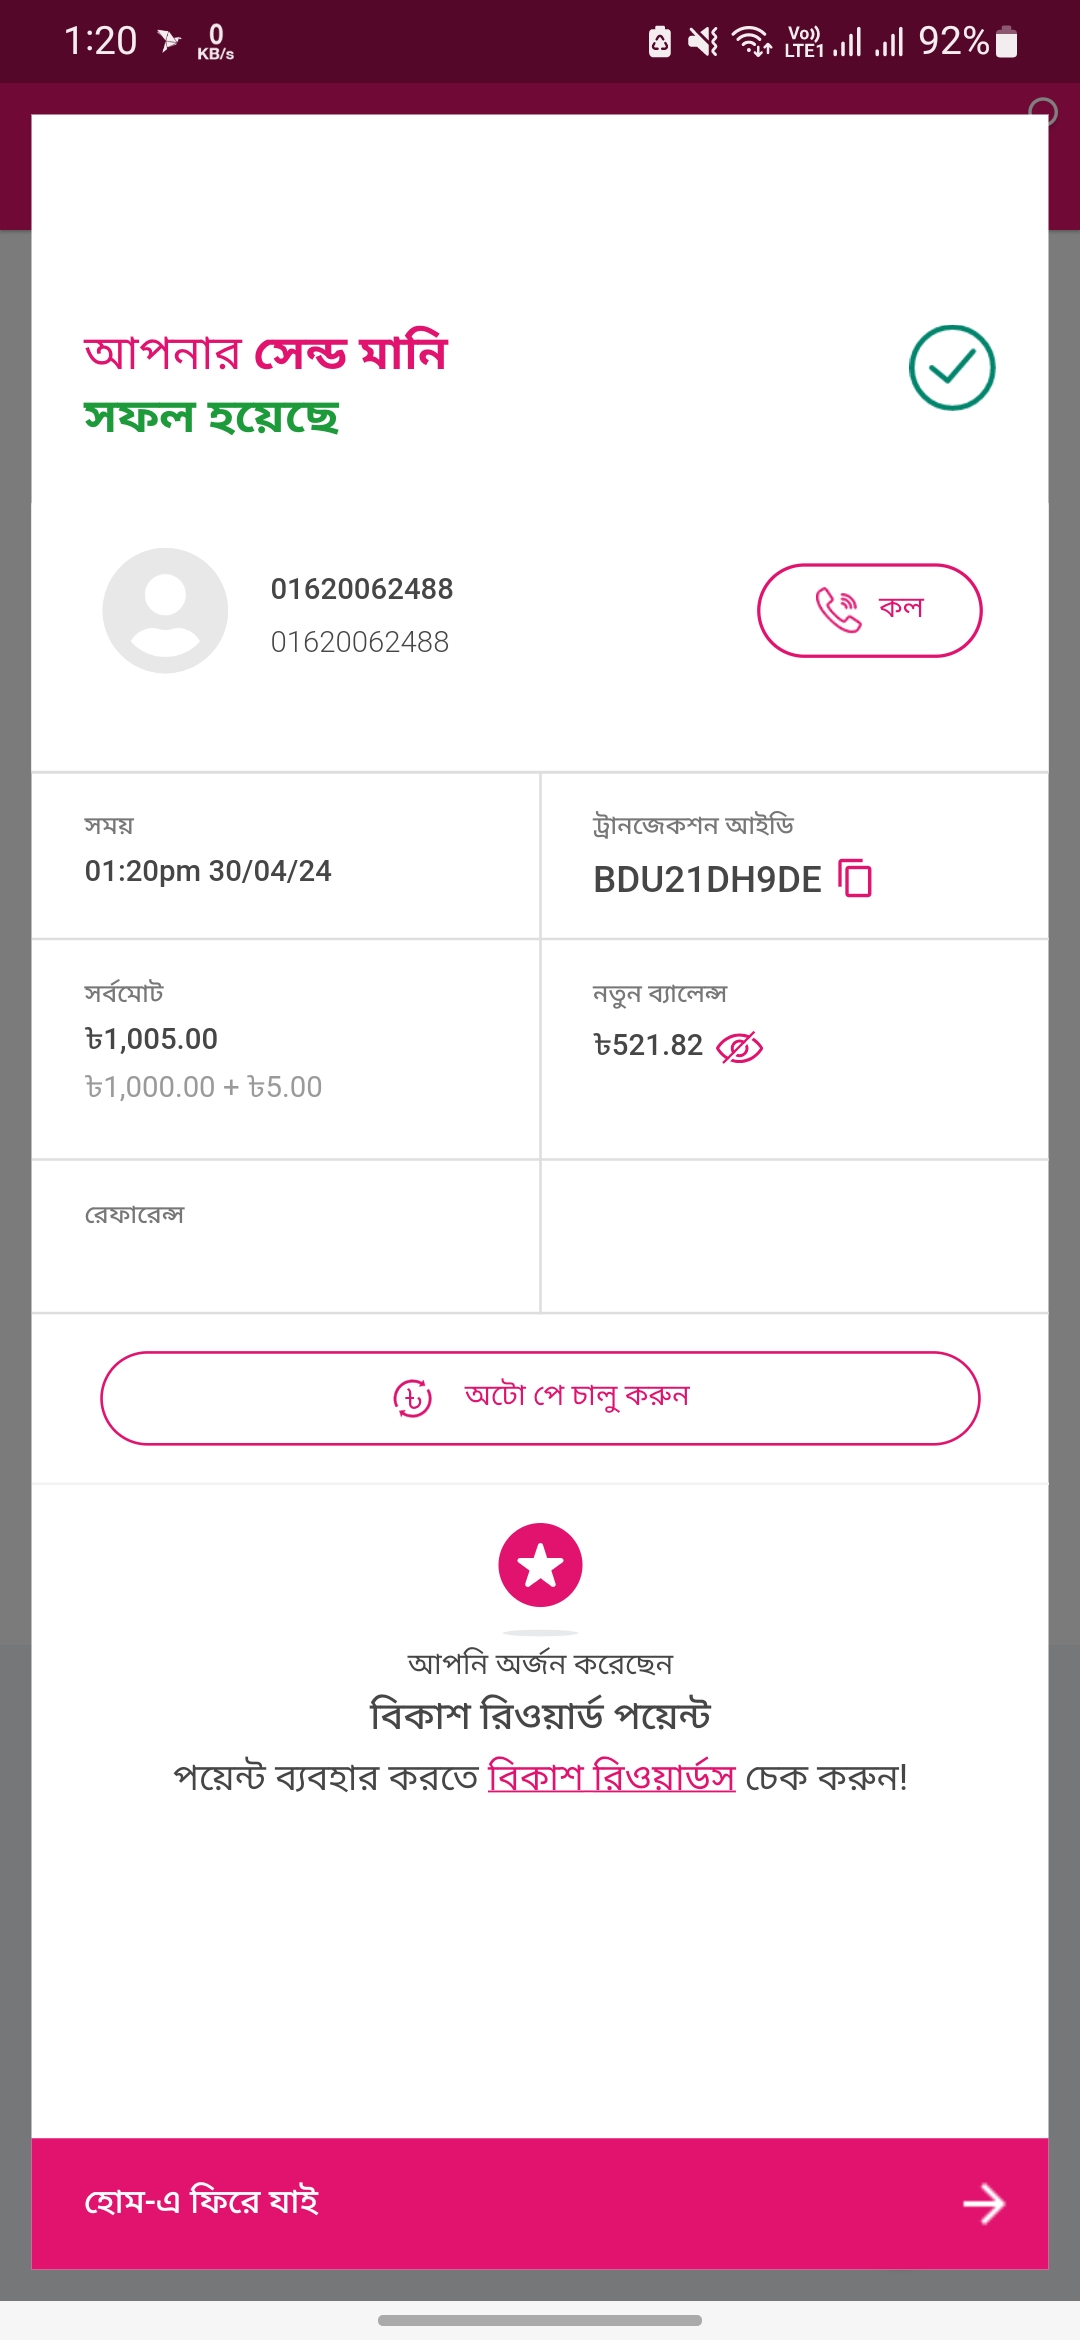 1:20 0 KB/s Vo)) LTE1 92%
আপনার সেন্ড মানি
সফল হয়েছে
01620062488
01620062488
কল
সময়
01:20pm 30/04/24
ট্রানজেকশন আইডি
BDU21DH9DE
সর্বমোট
৳1,005.00
৳1,000.00 + ৳5.00
নতুন ব্যালেন্স
৳521.82
রেফারেন্স
অটো পে চালু করুন
আপনি অর্জন করেছেন
বিকাশ রিওয়ার্ড পয়েন্ট
পয়েন্ট ব্যবহার করতে বিকাশ রিওয়ার্ডস চেক করুন!
হোম-এ ফিরে যাই